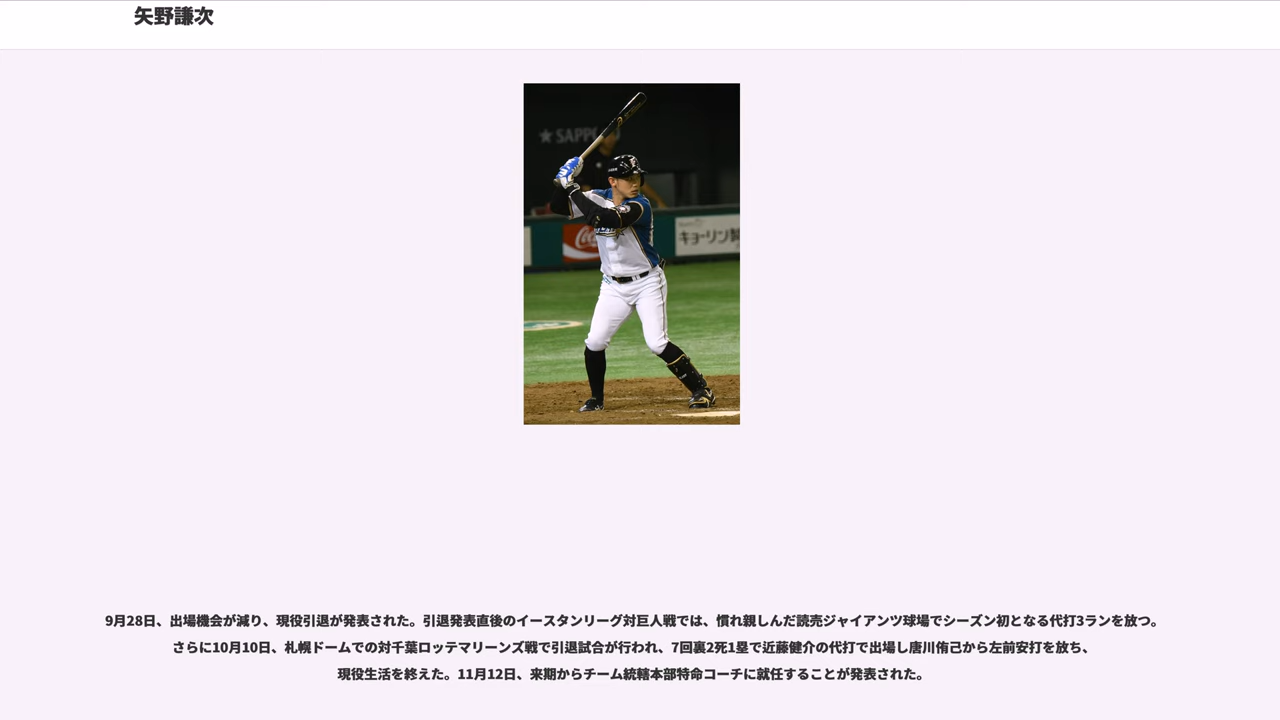 矢野謙次
★SAPPO
キョーリン製
9月28日、出場機会が減り、現役引退が発表された。引退発表直後のイースタンリーグ対巨人戦では、慣れ親しんだ読売ジャイアンツ球場でシーズン初となる代打3ランを放つ。
さらに10月10日、札幌ドームでの対千葉ロッテマリーンズ戦で引退試合が行われ、7回裏2死1塁で近藤健介の代打で出場し唐川侑己から左前安打を放ち、
現役生活を終えた。11月12日、来期からチーム統轄本部特命コーチに就任することが発表された。